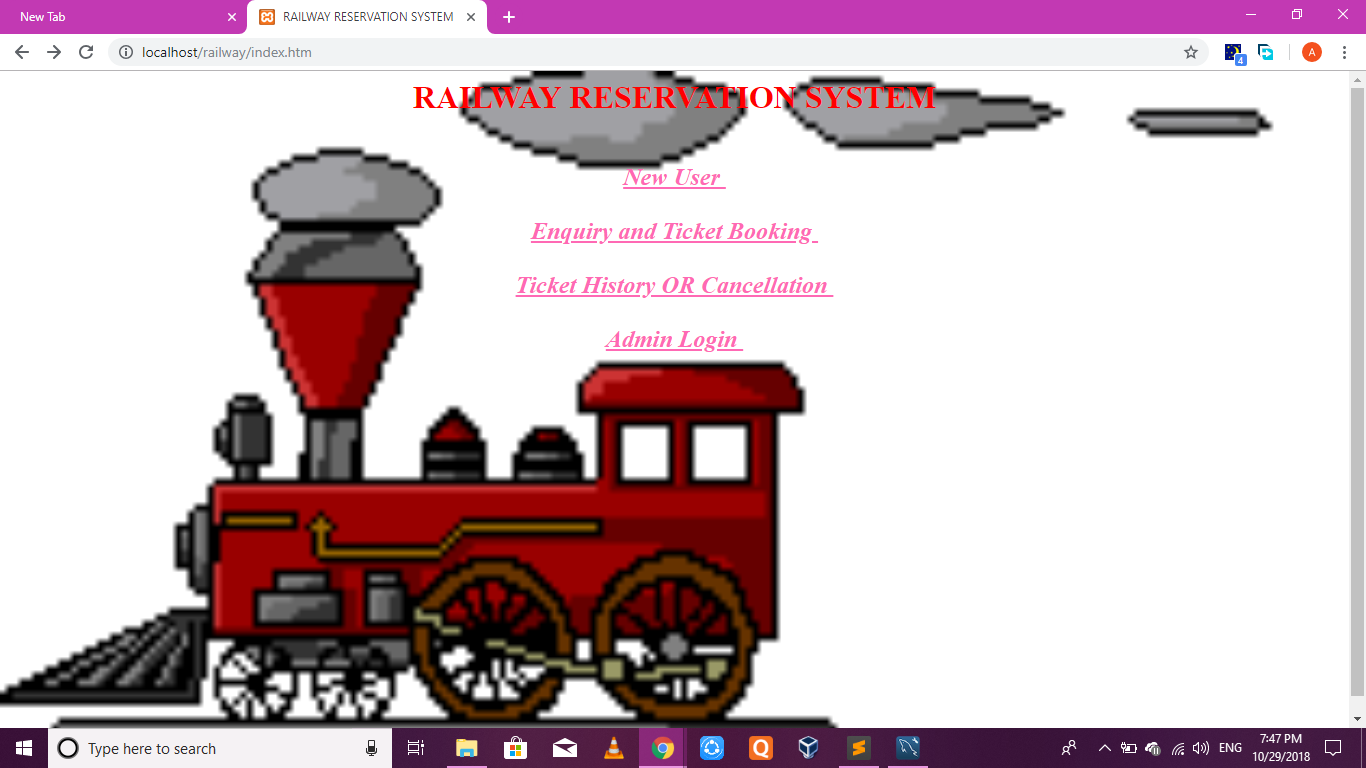 New Tab
RAILWAY RESERVATION SYSTEM
localhost/railway/index.htm
4
A
RAILWAY RESERVATION SYSTEM
New User
Enquiry and Ticket Booking
Ticket History OR Cancellation
Admin Login
Type here to search
ENG
7:47 PM
10/29/2018